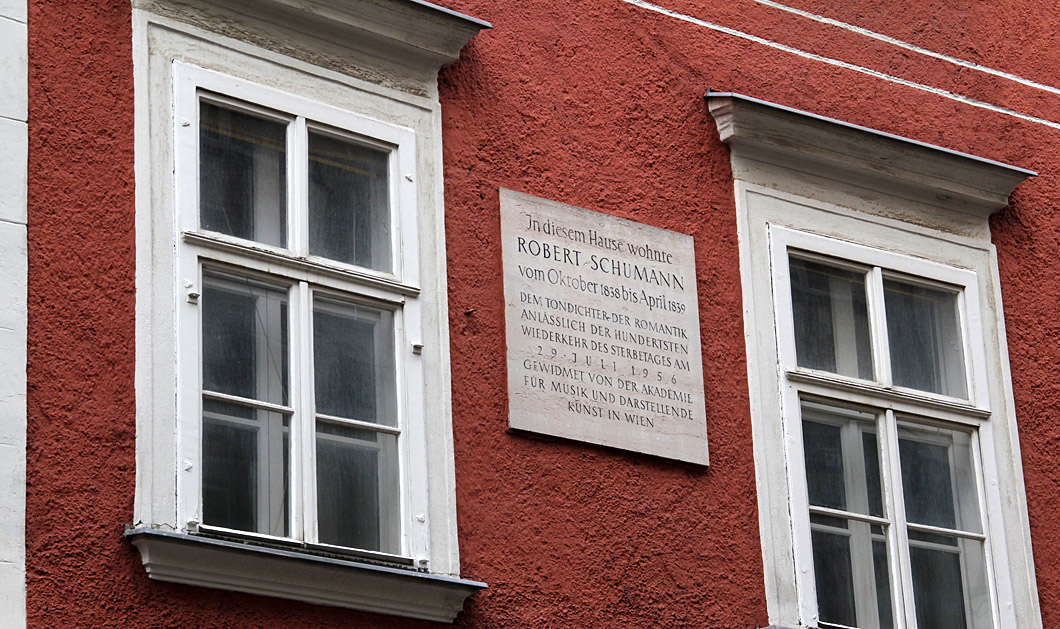 In diesem Hause wohnte
ROBERT SCHUMANN
vom Oktober 1838 bis April 1839
DEM TONDICHTER DER ROMANTIK
ANLÄSSLICH DER HUNDERTSTEN
WIEDERKEHR DES STERBETAGES AM
29. JULI 1956
GEWIDMET VON DER AKADEMIE
FÜR MUSIK UND DARSTELLENDE
KUNST IN WIEN